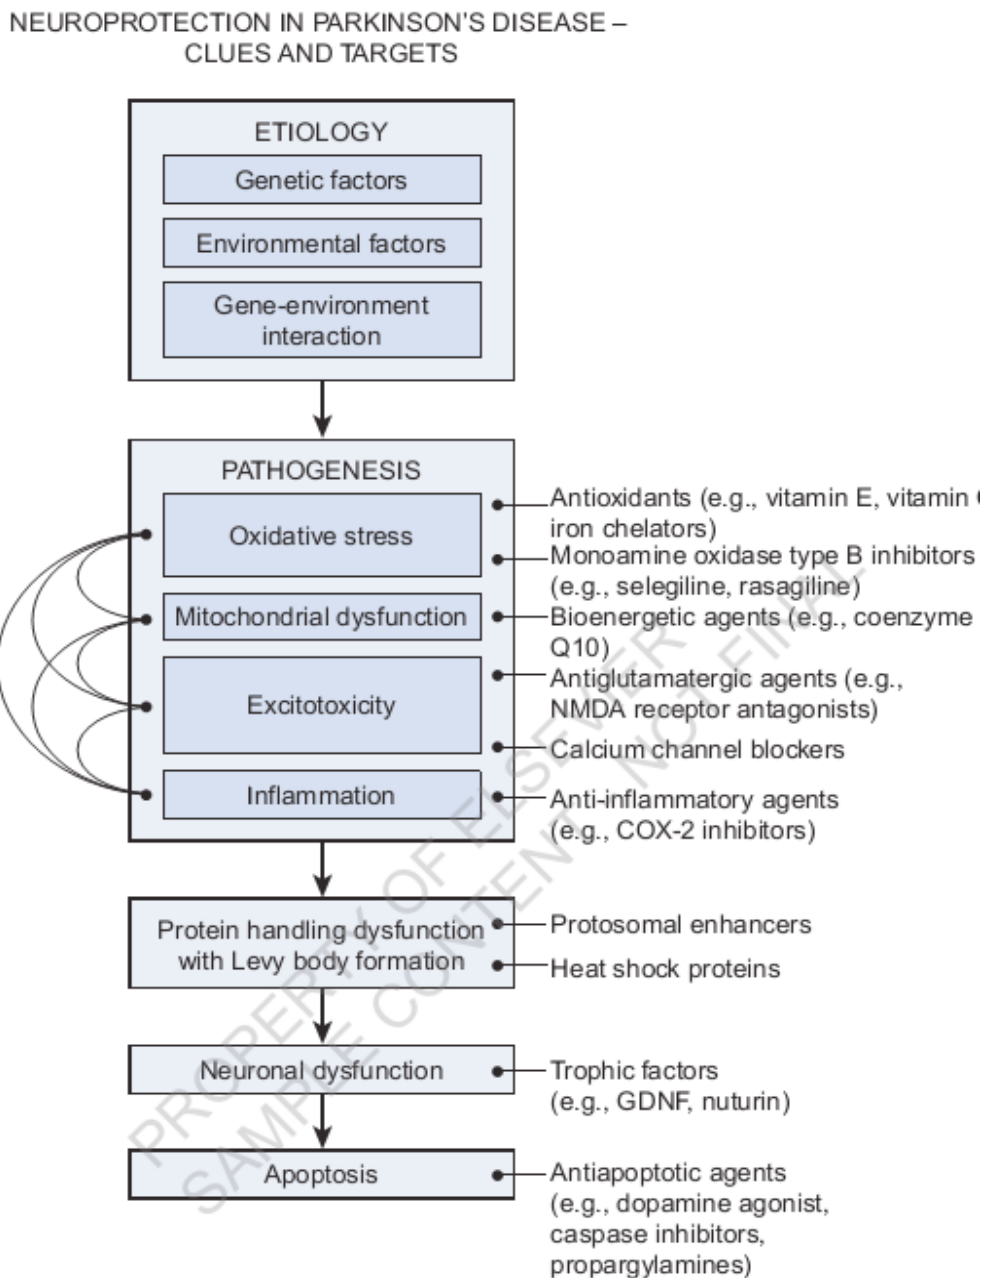 NEUROPROTECTION IN PARKINSON'S DISEASE –
CLUES AND TARGETS
ETIOLOGY
Genetic factors
Environmental factors
Gene-environment
interaction
PATHOGENESIS
Oxidative stress
Antioxidants (e.g., vitamin E, vitamin
iron chelators)
Monoamine oxidase type B inhibitors
(e.g., selegiline, rasagiline)
Mitochondrial dysfunction
Bioenergetic agents (e.g., coenzyme
Q10)
Excitotoxicity
Antiglutamatergic agents (e.g.,
NMDA receptor antagonists)
Calcium channel blockers
Inflammation
Anti-inflammatory agents
(e.g., COX-2 inhibitors)
Protein handling dysfunction
with Levy body formation
Protosomal enhancers
Heat shock proteins
Neuronal dysfunction
Trophic factors
(e.g., GDNF, nuturin)
Apoptosis
Antiapoptotic agents
(e.g., dopamine agonist,
caspase inhibitors,
propargylamines)
PROPERTY OF ELSEVIER
SAMPLE CONTENT NOT FINAL